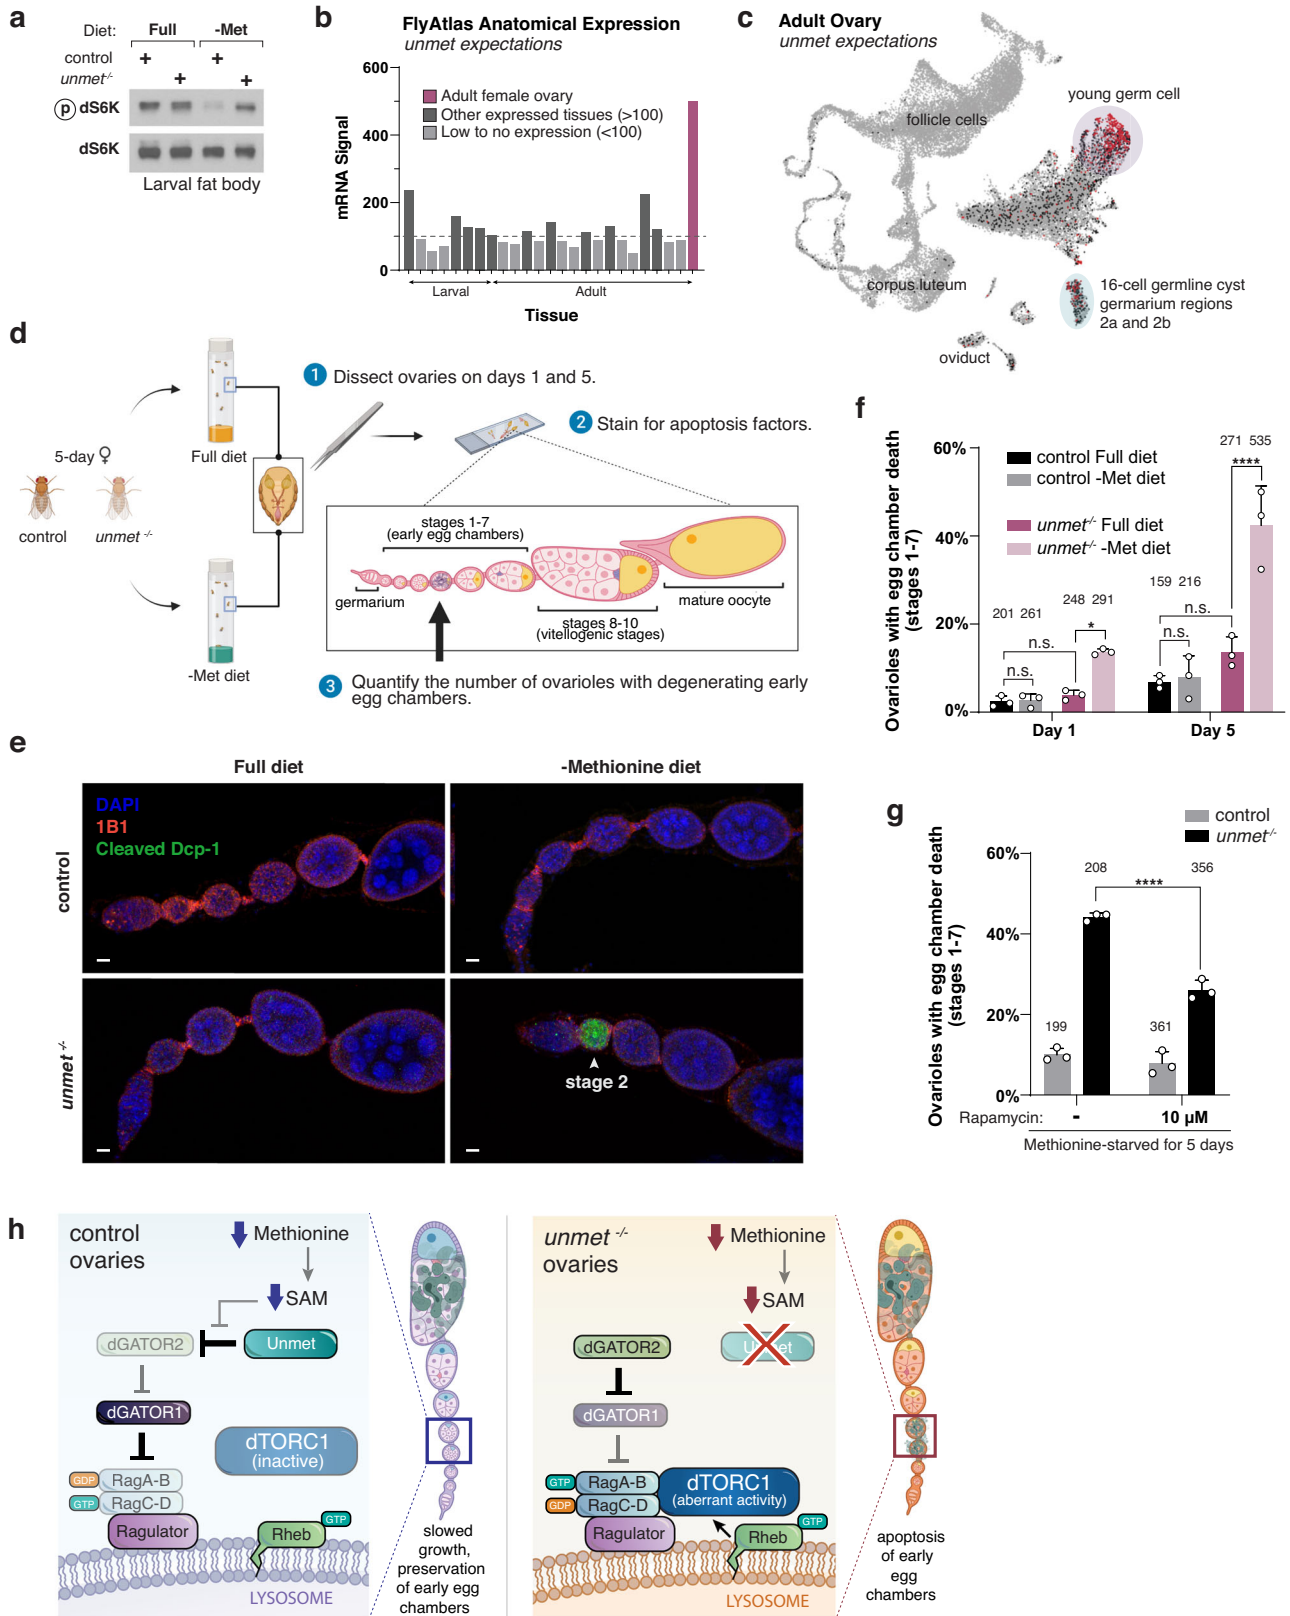 a
Diet: Full -Met
control + +
unmet-/- + +
p dS6K
dS6K
Larval fat body
b
FlyAtlas Anatomical Expression
unmet expectations
mRNA Signal
600
400
200
0
Adult female ovary
Other expressed tissues (>100)
Low to no expression (<100)
Larval
Adult
Tissue
c
Adult Ovary
unmet expectations
follicle cells
young germ cell
corpus luteum
16-cell germline cyst
germarium regions
2a and 2b
oviduct
d
5-day ♀
control
unmet -/-
Full diet
-Met diet
1 Dissect ovaries on days 1 and 5.
2 Stain for apoptosis factors.
stages 1-7
(early egg chambers)
germarium
stages 8-10
(vitellogenic stages)
mature oocyte
3 Quantify the number of ovarioles with degenerating early
egg chambers.
f
Ovarioles with egg chamber death
(stages 1-7)
60%
40%
20%
0%
control Full diet
control -Met diet
unmet-/- Full diet
unmet-/- -Met diet
201 261
248 291
159 216
271 535
n.s.
n.s.
*
n.s.
n.s.
****
Day 1
Day 5
e
Full diet
-Methionine diet
control
unmet -/-
DAPI
1B1
Cleaved Dcp-1
stage 2
g
control
unmet-/-
Ovarioles with egg chamber death
(stages 1-7)
60%
40%
20%
0%
199
208
361
356
****
Rapamycin: - 10 µM
Methionine-starved for 5 days
h
control
ovaries
Methionine
SAM
dGATOR2
Unmet
dGATOR1
dTORC1
(inactive)
GDP RagA-B
GTP RagC-D
Ragulator
Rheb GTP
LYSOSOME
slowed
growth,
preservation
of early egg
chambers
unmet -/-
ovaries
Methionine
SAM
dGATOR2
Unmet
dGATOR1
GTP RagA-B
GDP RagC-D
dTORC1
(aberrant activity)
Ragulator
Rheb GTP
LYSOSOME
apoptosis
of early
egg
chambers